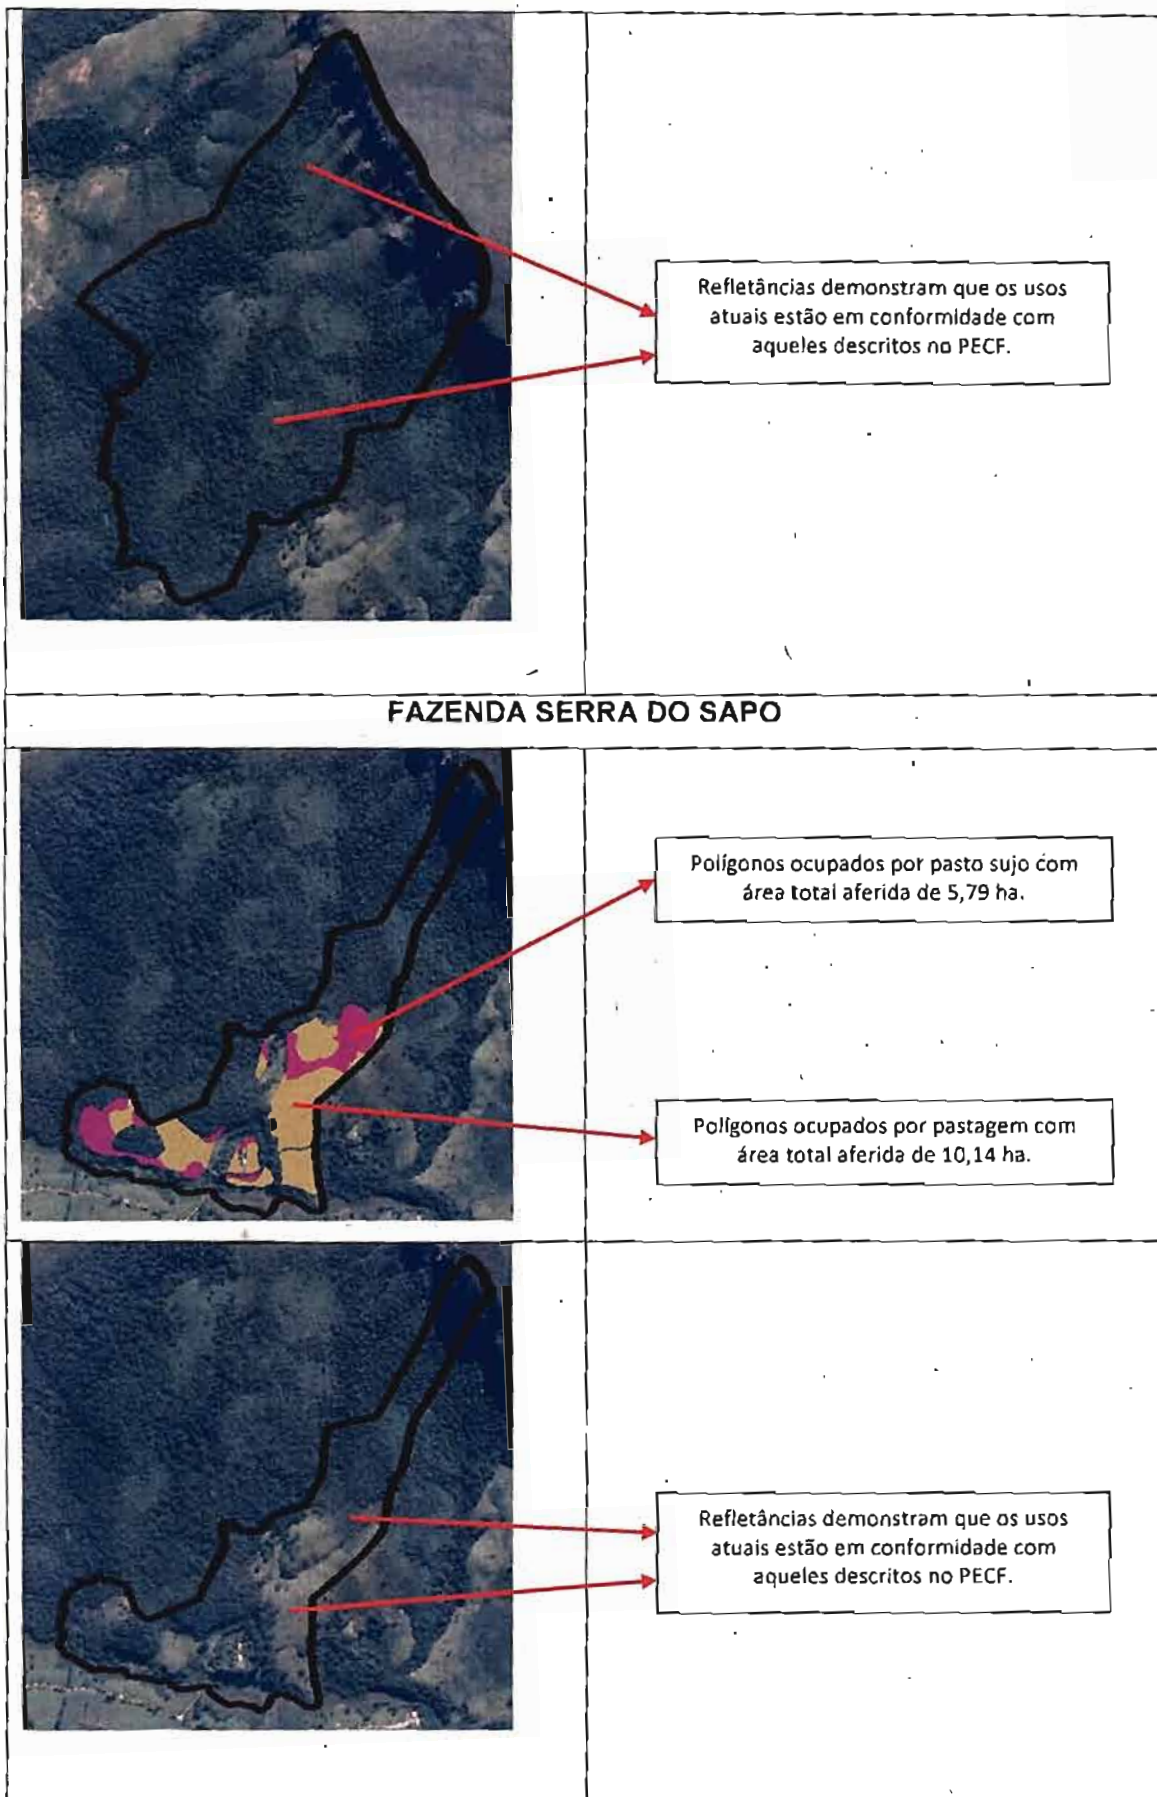 Refletâncias demonstram que os usos
atuais estão em conformidade com
aqueles descritos no PECF.
FAZENDA SERRA DO SAPO
Polígonos ocupados por pasto sujo com
área total aferida de 5,79 ha.
Polígonos ocupados por pastagem com
área total aferida de 10,14 ha.
Refletâncias demonstram que os usos
atuais estão em conformidade com
aqueles descritos no PECF.